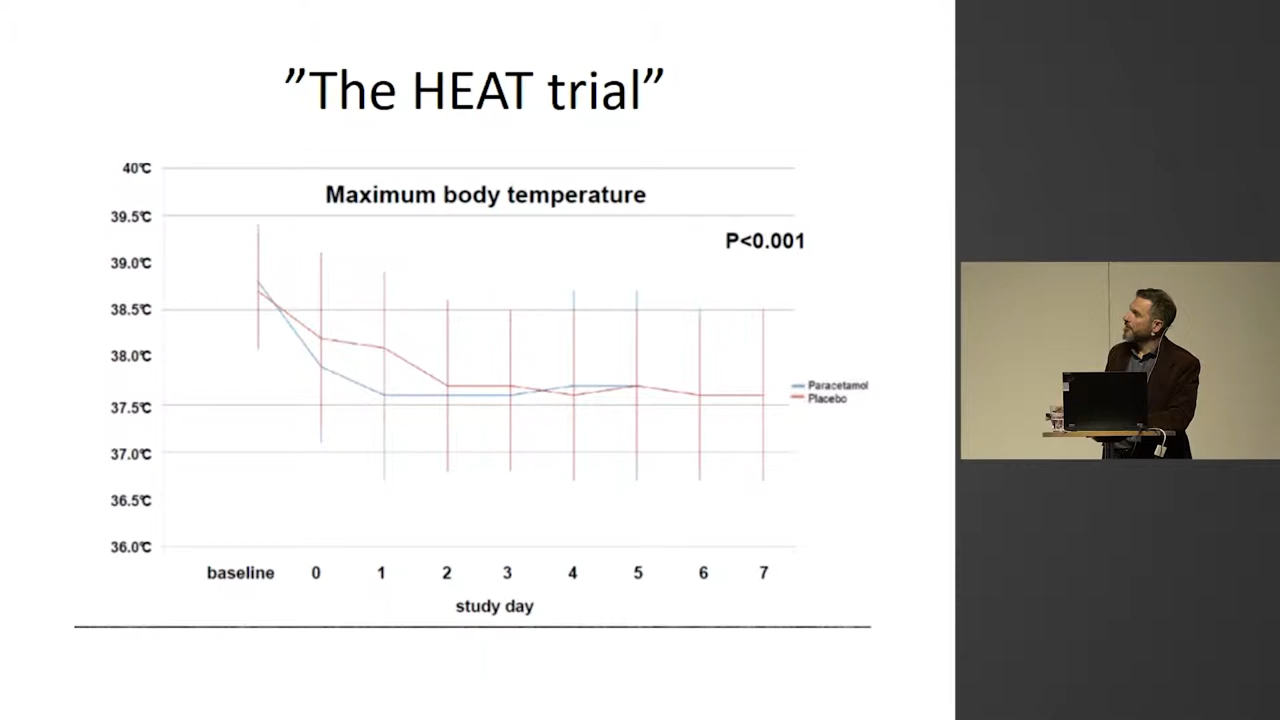 ”The HEAT trial”
Maximum body temperature
P<0.001
40℃
39.5℃
39.0℃
38.5℃
38.0℃
37.5℃
37.0℃
36.5℃
36.0℃
Paracetamol
Placebo
baseline 0 1 2 3 4 5 6 7
study day